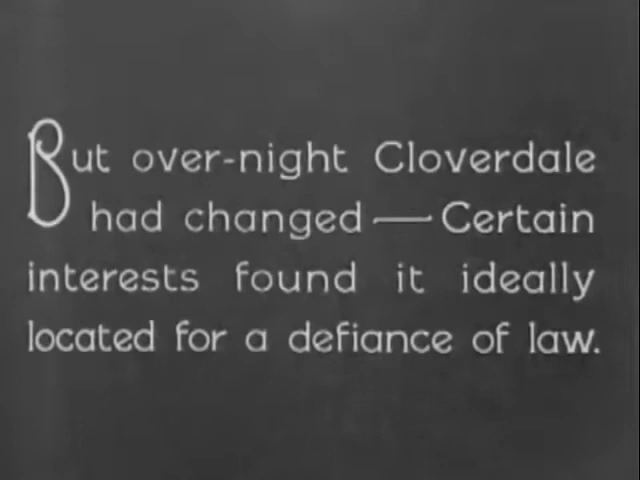 But over-night Cloverdale
had changed — Certain
interests found it ideally
located for a defiance of law.